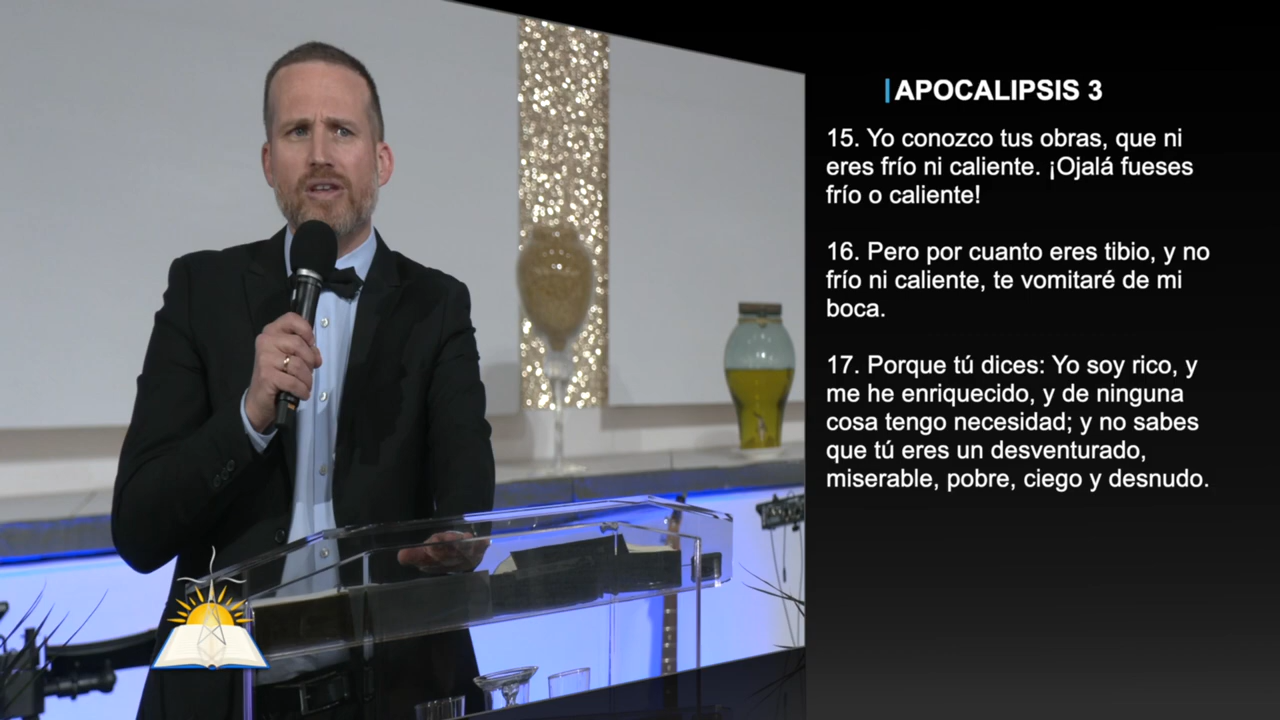 APOCALIPSIS 3
15. Yo conozco tus obras, que ni
eres frío ni caliente. ¡Ojalá fueses
frío o caliente!
16. Pero por cuanto eres tibio, y no
frío ni caliente, te vomitaré de mi
boca.
17. Porque tú dices: Yo soy rico, y
me he enriquecido, y de ninguna
cosa tengo necesidad; y no sabes
que tú eres un desventurado,
miserable, pobre, ciego y desnudo.